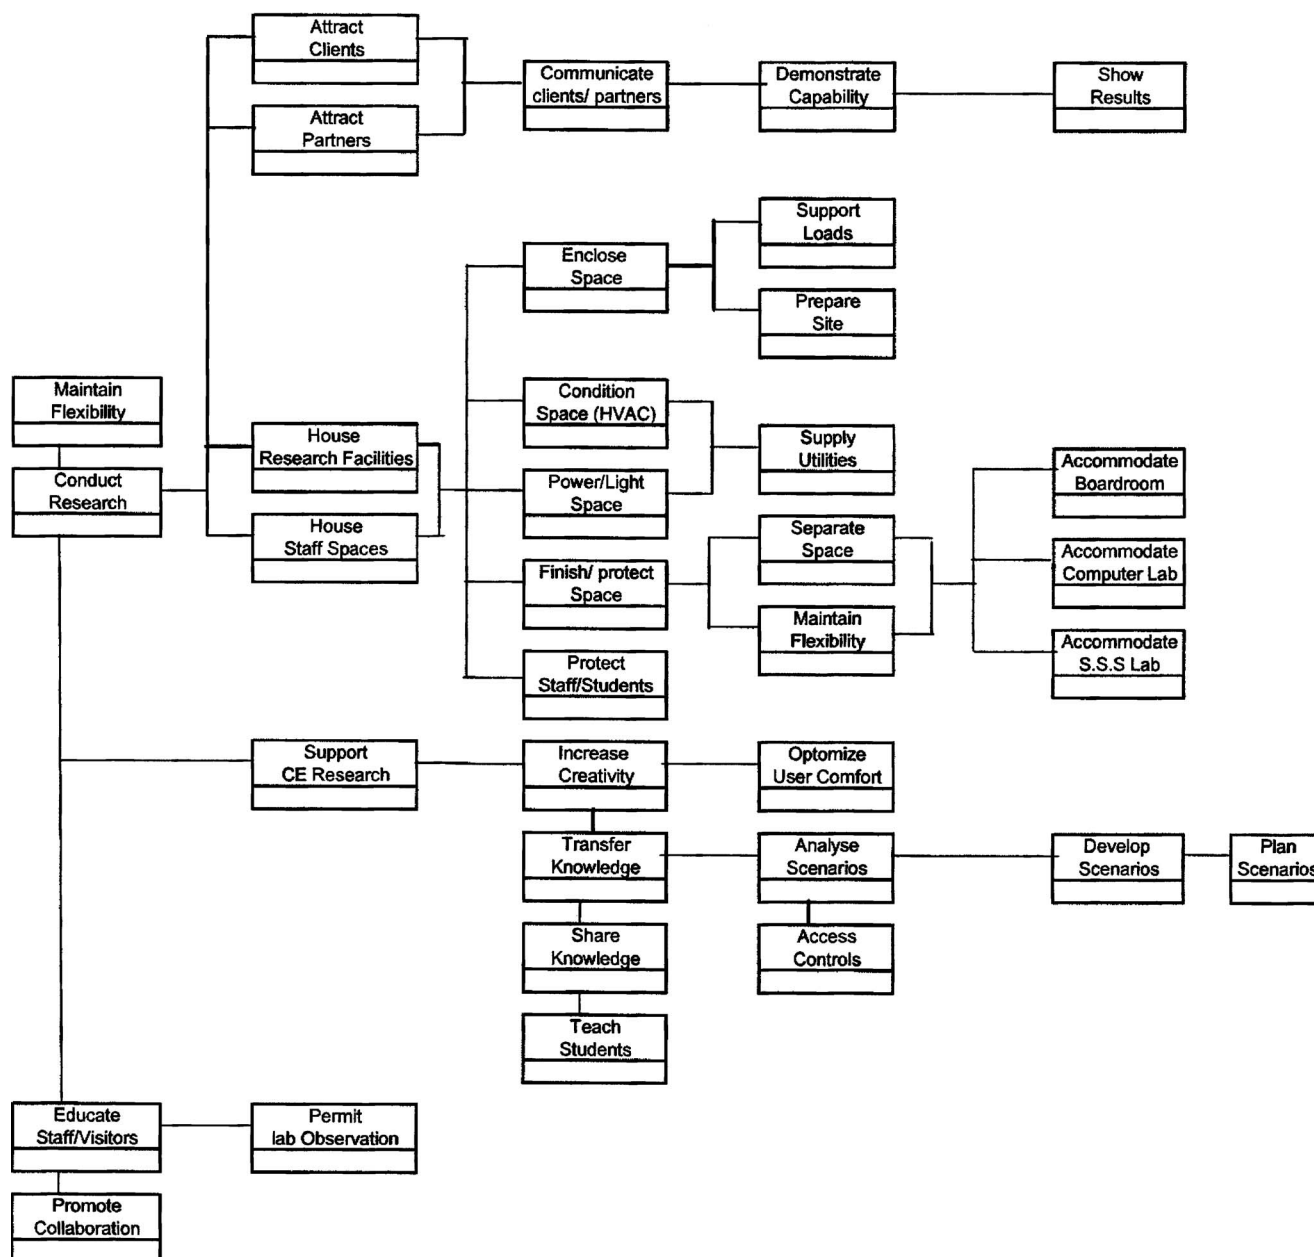 Attract
Clients
Attract
Partners
Communicate
clients/ partners
Demonstrate
Capability
Show
Results
Support
Loads
Enclose
Space
Prepare
Site
Maintain
Flexibility
Conduct
Research
House
Research Facilities
House
Staff Spaces
Condition
Space (HVAC)
Power/Light
Space
Supply
Utilities
Finish/ protect
Space
Separate
Space
Maintain
Flexibility
Protect
Staff/Students
Accommodate
Boardroom
Accommodate
Computer Lab
Accommodate
S.S.S Lab
Support
CE Research
Increase
Creativity
Optomize
User Comfort
Transfer
Knowledge
Analyse
Scenarios
Develop
Scenarios
Plan
Scenarios
Share
Knowledge
Access
Controls
Teach
Students
Educate
Staff/Visitors
Permit
lab Observation
Promote
Collaboration